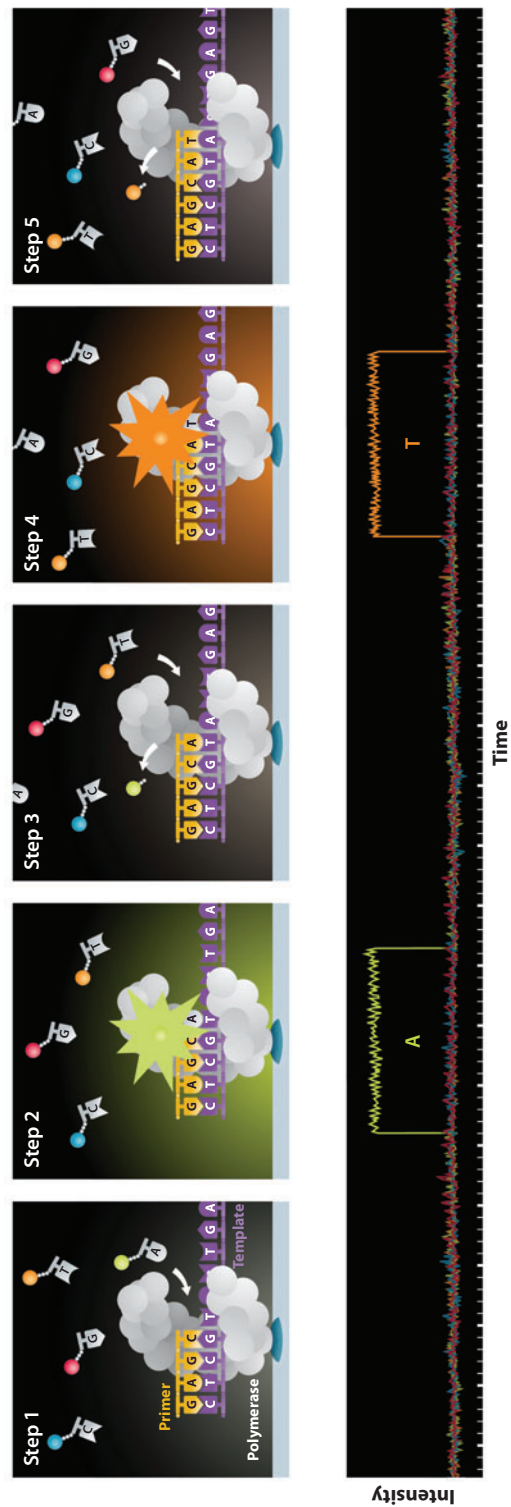 Step 1
C G T A
Primer
G A G C
C T C G T T G A
Template
Polymerase
Step 2
C G T
G A G C A
C T C G T T G A
Step 3
A
C G T
G A G C A
C T C G T A G A G
Step 4
T C A G
G A G C A T
C T C G T A G A G
Step 5
T C A G
G A G C A T
C T C G T A G A G T
Intensity
A
T
Time